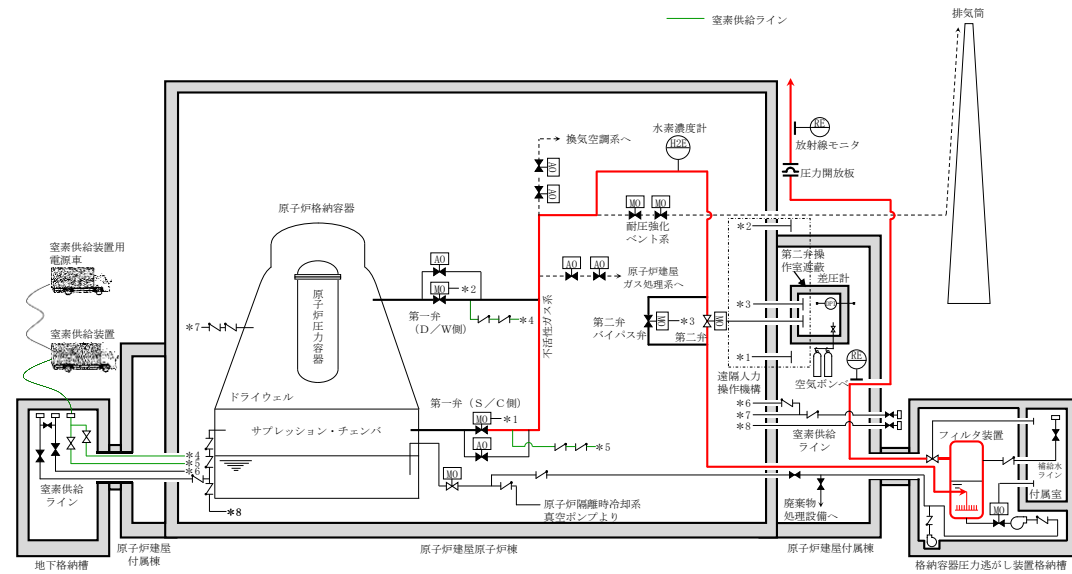 窒素供給ライン
排気筒
水素濃度計
H2E
換気空調系へ
AO
AO
RE
放射線モニタ
圧力開放板
原子炉格納容器
MO
MO
耐圧強化
ベント系
＊2
第二弁操
作室遮蔽
差圧計
窒素供給装置用
電源車
AO
MO
＊2
AO
AO
原子炉建屋
ガス処理系へ
原子炉圧力容器
第一弁
（D／W側）
＊4
不活性ガス系
＊3
第二弁
バイパス弁
MO
＊3
第二弁
MO
窒素供給装置
＊7
＊1
RE
遠隔人力
操作機構
空気ボンベ
ドライウェル
第一弁（S／C側）
MO
＊1
サプレッション・チェンバ
AO
＊5
＊6
＊7
＊8
窒素供給
ライン
フィルタ装置
補給水
ライン
付属室
MO
＊4
＊5
＊6
窒素供給
ライン
＊8
MO
原子炉隔離時冷却系
真空ポンプより
廃棄物
処理設備へ
原子炉建屋
付属棟
地下格納槽
原子炉建屋原子炉棟
原子炉建屋付属棟
格納容器圧力逃がし装置格納槽